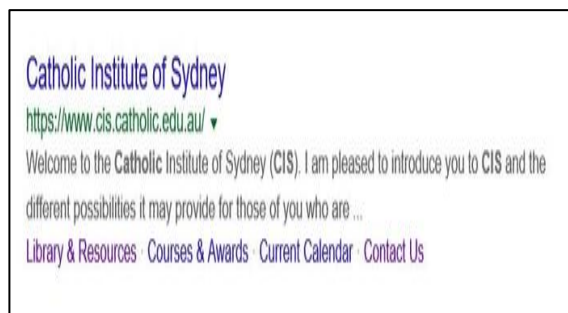 Catholic Institute of Sydney
https://www.cis.catholic.edu.au/ ▼
Welcome to the Catholic Institute of Sydney (CIS). I am pleased to introduce you to CIS and the
different possibilities it may provide for those of you who are ...
Library & Resources · Courses & Awards · Current Calendar · Contact Us